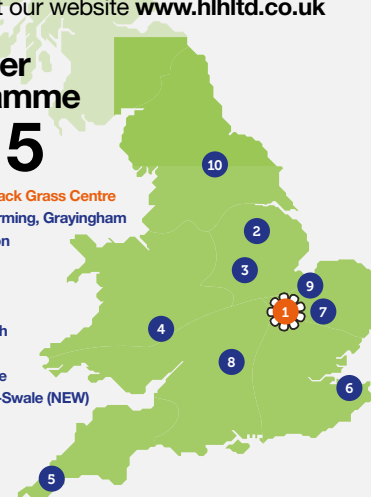 t our website www.hlhltd.co.uk
er
amme
5
ack Grass Centre
rming, Grayingham
on
h
e
-Swale (NEW)
10
2
3
9
1
7
4
8
6
5